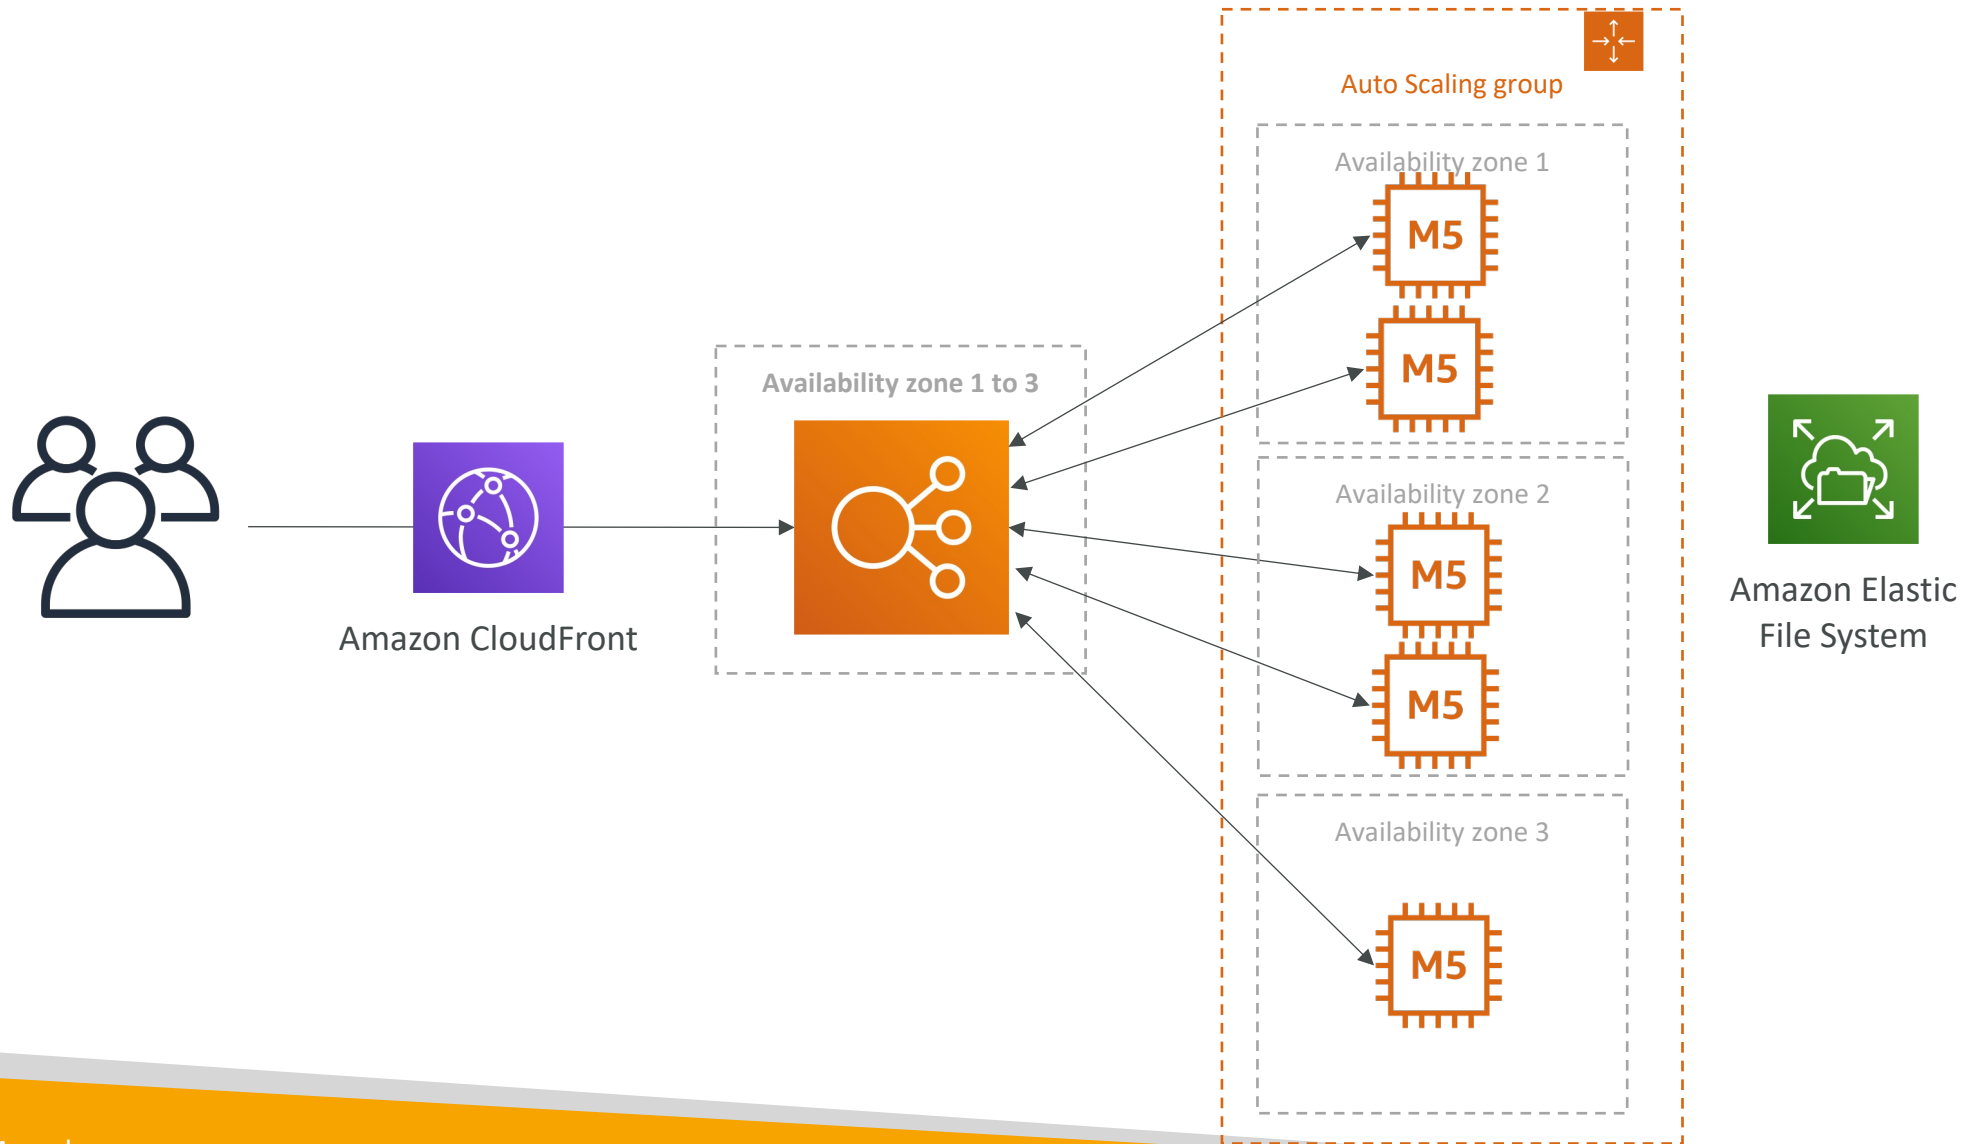 Auto Scaling group
Availability zone 1
M5
M5
Availability zone 1 to 3
Availability zone 2
M5
M5
Amazon CloudFront
Amazon Elastic
File System
Availability zone 3
M5